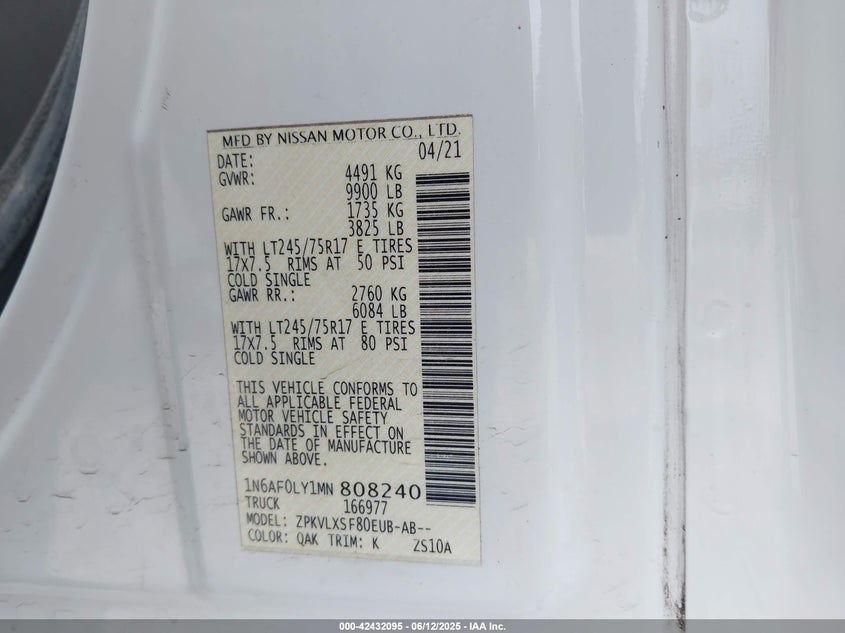 MFD BY NISSAN MOTOR CO., LTD.
DATE: 04/21
GVWR: 4491 KG
9900 LB
GAWR FR.: 1735 KG
3825 LB
WITH LT245/75R17 E TIRES
17X7.5 RIMS AT 50 PSI
COLD SINGLE
GAWR RR.: 2760 KG
6084 LB
WITH LT245/75R17 E TIRES
17X7.5 RIMS AT 80 PSI
COLD SINGLE
THIS VEHICLE CONFORMS TO
ALL APPLICABLE FEDERAL
MOTOR VEHICLE SAFETY
STANDARDS IN EFFECT ON
THE DATE OF MANUFACTURE
SHOWN ABOVE.
1N6AF0LY1MN 808240
TRUCK 166977
MODEL: ZPKVLXSF80EUB-AB--
COLOR: QAK TRIM: K ZS10A
000-42432095 - 06/12/2025 - IAA Inc.